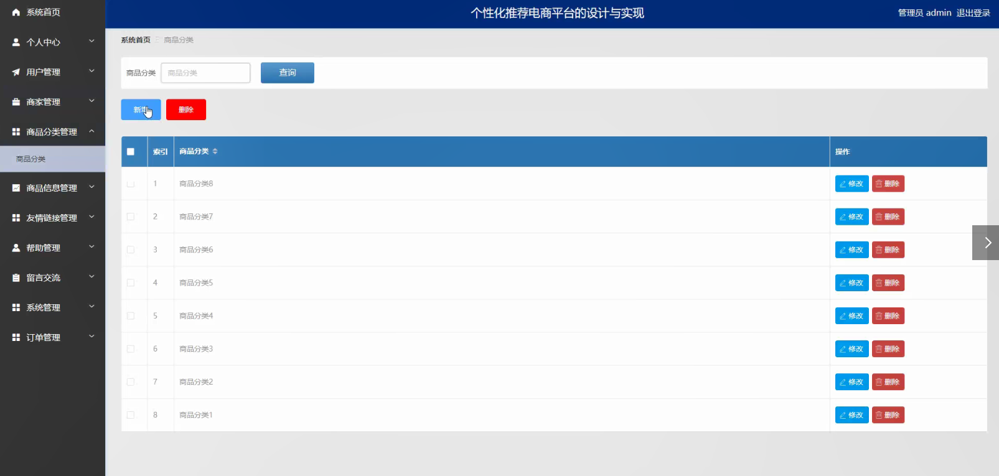 系统首页
个性化推荐电商平台的设计与实现
管理员 admin 退出登录
个人中心
用户管理
商家管理
商品分类管理
商品分类
商品信息管理
友情链接管理
帮助管理
留言交流
系统管理
订单管理
系统首页 商品分类
商品分类 商品分类 查询
新增 删除
索引 商品分类 操作
1 商品分类8 修改 删除
2 商品分类7 修改 删除
3 商品分类6 修改 删除
4 商品分类5 修改 删除
5 商品分类4 修改 删除
6 商品分类3 修改 删除
7 商品分类2 修改 删除
8 商品分类1 修改 删除